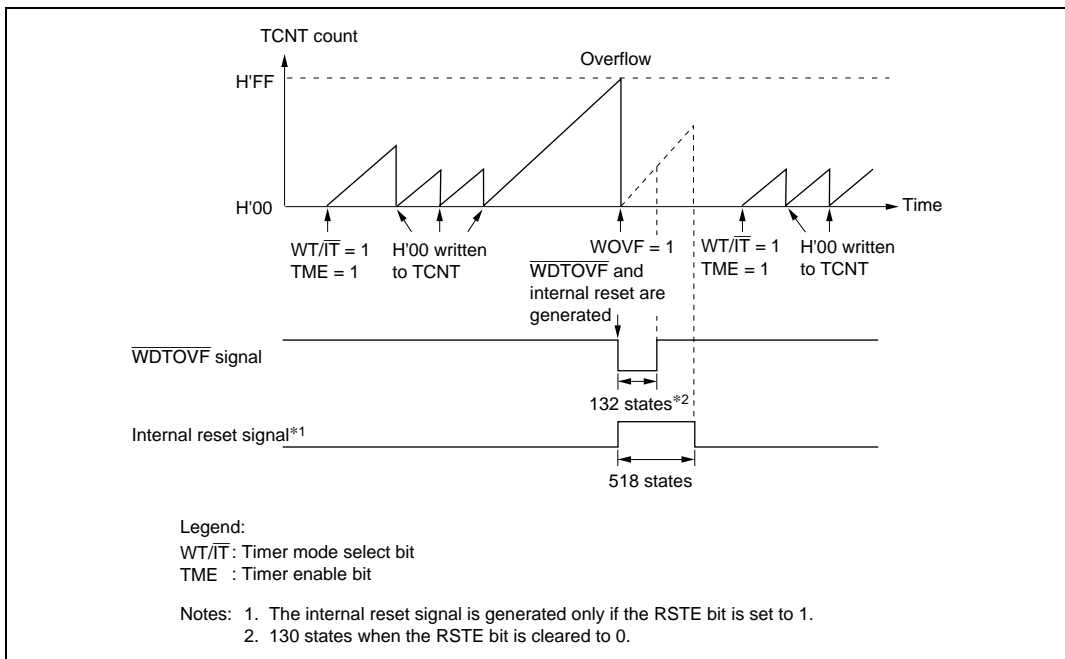 TCNT count
Overflow
H'FF
H'00
Time
WT/IT = 1
TME = 1
H'00 written
to TCNT
WOVF = 1
WDTOVF and
internal reset are
generated
WT/IT = 1
TME = 1
H'00 written
to TCNT
WDTOVF signal
132 states*2
Internal reset signal*1
518 states
Legend:
WT/IT : Timer mode select bit
TME : Timer enable bit
Notes: 1. The internal reset signal is generated only if the RSTE bit is set to 1.
2. 130 states when the RSTE bit is cleared to 0.